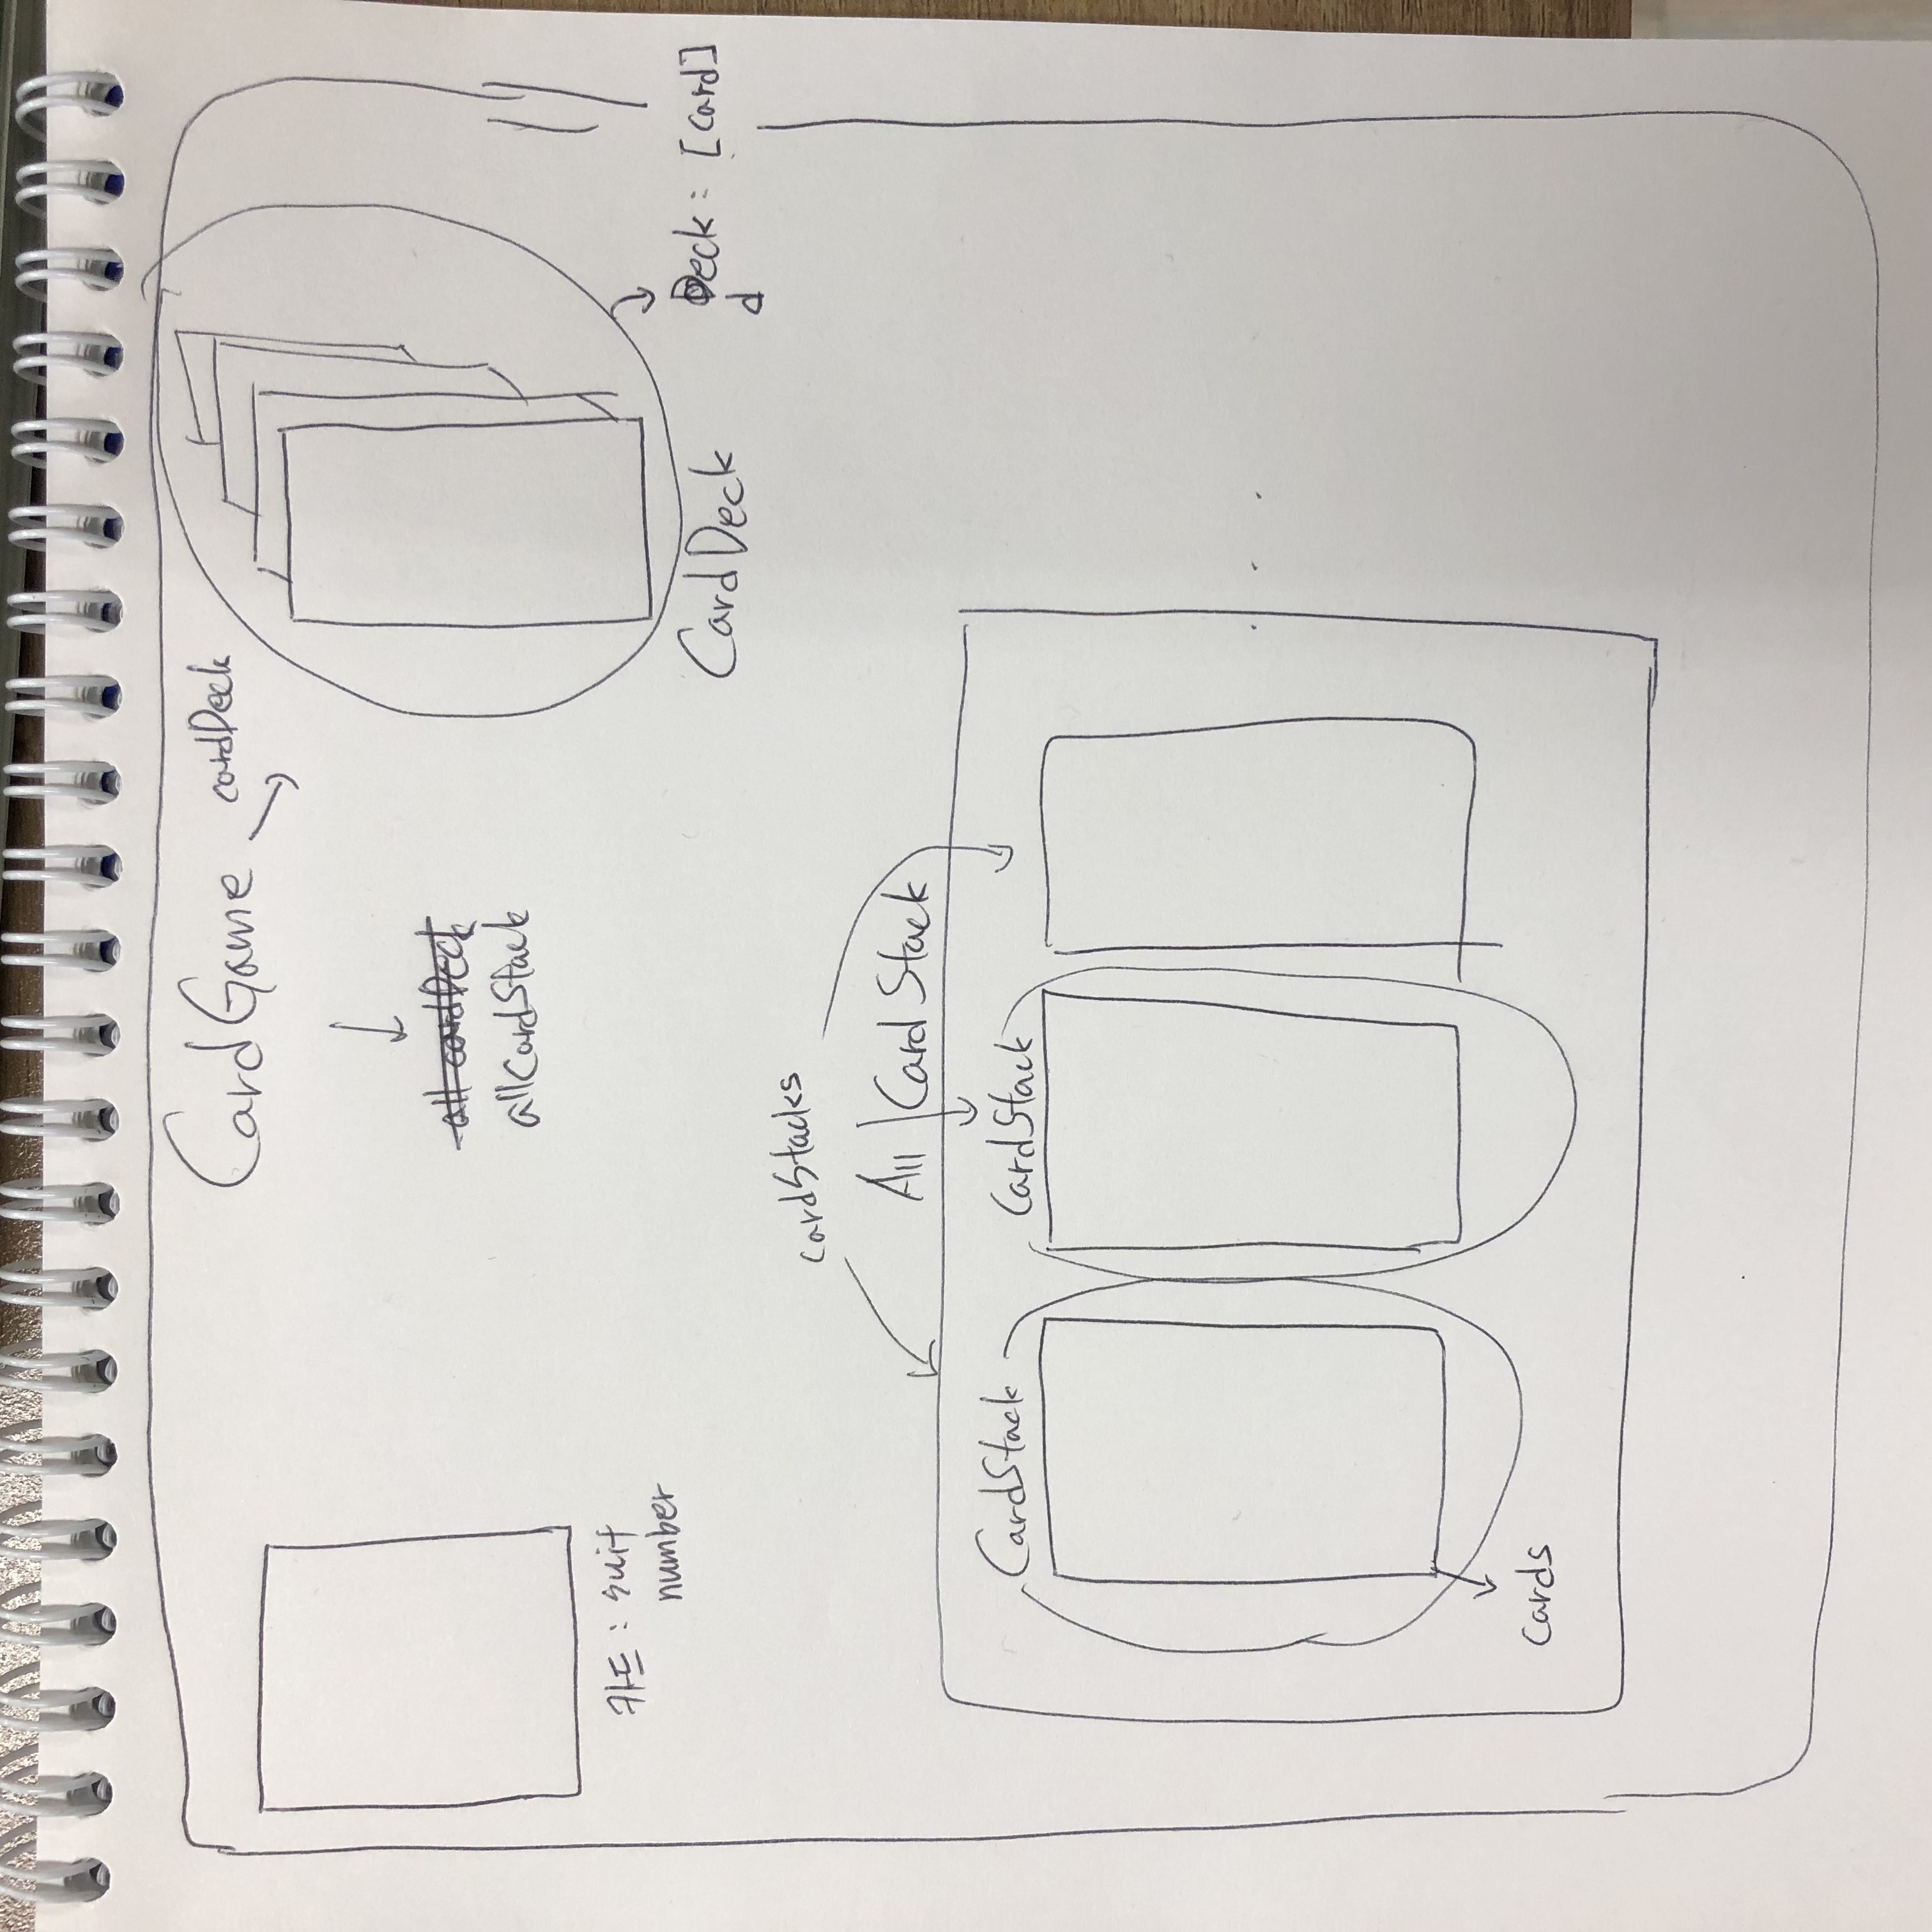 CardGame
cardDeck
all cardDeck
allCardStack
카드 : suit
number
CardDeck
Deck : [Card]
d
cardStacks
All CardStack
CardStack
CardStack
Cards